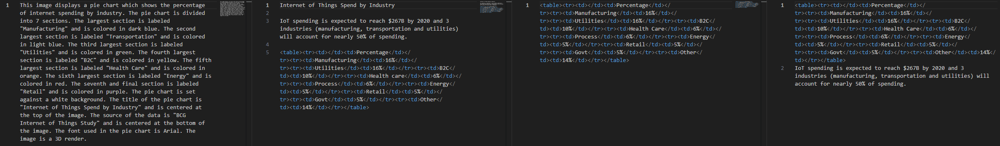 1 This image displays a pie chart which shows the percentage
of internet spending by industry. The pie chart is divided
into 7 sections. The largest section is labeled
"Manufacturing" and is colored in dark blue. The second
largest section is labeled "Transportation" and is colored
in light blue. The third largest section is labeled
"Utilities" and is colored in green. The fourth largest
section is labeled "B2C" and is colored in yellow. The fifth
largest section is labeled "Health Care" and is colored in
orange. The sixth largest section is labeled "Energy" and is
colored in red. The seventh and final section is labeled
"Retail" and is colored in purple. The pie chart is set
against a white background. The title of the pie chart is
"Internet of Things Spend by Industry" and is centered at
the top of the image. The source of the data is "BCG
Internet of Things Study" and is centered at the bottom of
the image. The font used in the pie chart is Arial. The
image is a 3D render.
1 Internet of Things Spend by Industry
2
3 IoT spending is expected to reach $267B by 2020 and 3
industries (manufacturing, transportation and utilities)
will account for nearly 50% of spending.
4
5 <table><tr><td></td><td>Percentage</td></
tr><tr><td>Manufacturing</td><td>16%</td></
tr><tr><td>Utilities</td><td>16%</td></tr><tr><td>B2C</
td><td>10%</td></tr><tr><td>Health care</td><td>6%</td></
tr><tr><td>Process</td><td>6%</td></tr><tr><td>Energy</
td><td>5%</td></tr><tr><td>Retail</td><td>5%</td></
tr><tr><td>Govt</td><td>5%</td></tr><tr><td>Other</
td><td>14%</td></tr></table>
1 <table><tr><td></td><td>Percentage</td></
tr><tr><td>Manufacturing</td><td>16%</td></
tr><tr><td>Utilities</td><td>16%</td></tr><tr><td>B2C</
td><td>10%</td></tr><tr><td>Health Care</td><td>6%</td></
tr><tr><td>Process</td><td>6%</td></tr><tr><td>Energy</
td><td>5%</td></tr><tr><td>Retail</td><td>5%</td></
tr><tr><td>Govt</td><td>5%</td></tr><tr><td>Other</
td><td>14%</td></tr></table>
1 <table><tr><td></td><td>Percentage</td></
tr><tr><td>Manufacturing</td><td>16%</td></
tr><tr><td>Utilities</td><td>16%</td></tr><tr><td>B2C</
td><td>10%</td></tr><tr><td>Health Care</td><td>6%</td></
tr><tr><td>Process</td><td>6%</td></tr><tr><td>Energy</
td><td>5%</td></tr><tr><td>Retail</td><td>5%</td></
tr><tr><td>Govt</td><td>5%</td></tr><tr><td>Other</td><td>14%</
td></tr></table>
2 IoT spending is expected to reach $267B by 2020 and 3
industries (manufacturing, transportation and utilities) will
account for nearly 50% of spending.